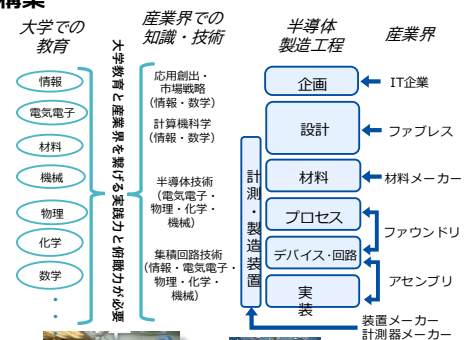 構築
大学での
教育
産業界での
知識・技術
半導体
製造工程
産業界
情報
電気電子
材料
機械
物理
化学
数学
・
・
大学教育と産業界を繋げる実践力と俯瞰力が必要
応用創出・
市場戦略
(情報・数学)
計算機科学
(情報・数学)
半導体技術
(電気電子・
物理・化学・
機械)
集積回路技術
(情報・電気電子・
物理・化学・
機械)
計測・製造装置
企画
設計
材料
プロセス
デバイス・回路
実
装
IT企業
ファブレス
材料メーカー
ファウンドリ
アセンブリ
装置メーカー
計測器メーカー